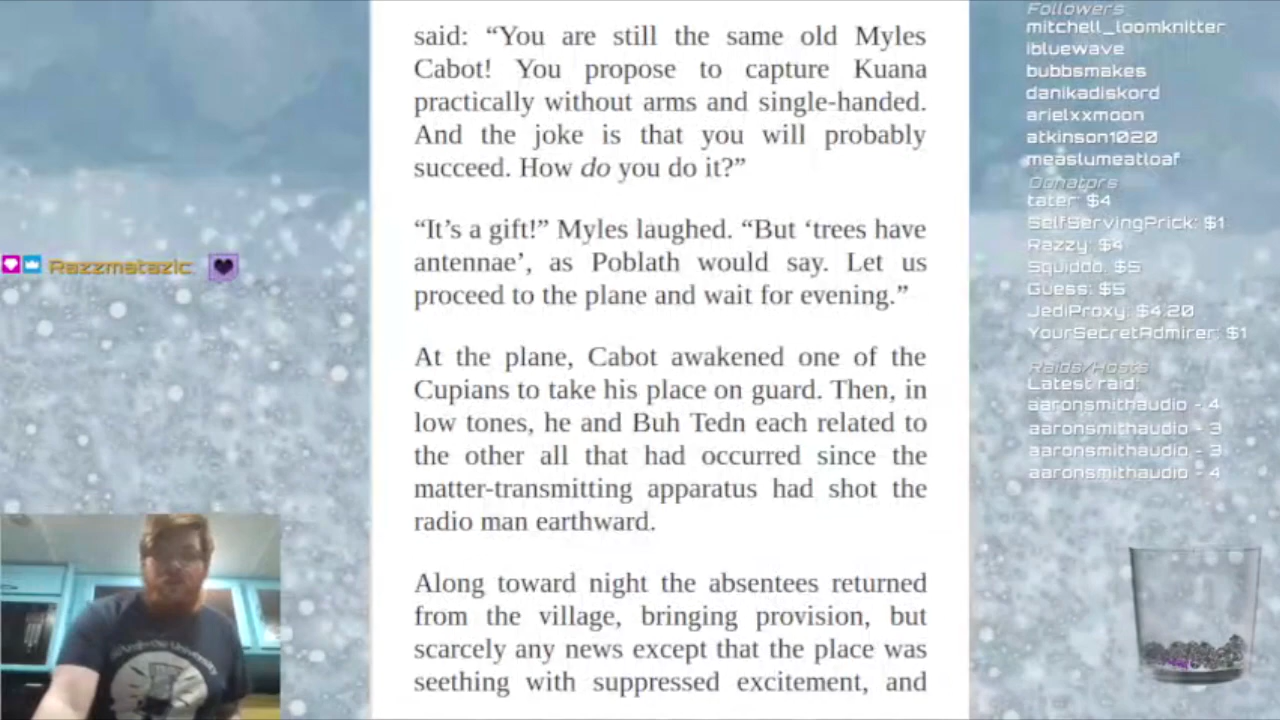 said: “You are still the same old Myles
Cabot! You propose to capture Kuana
practically without arms and single-handed.
And the joke is that you will probably
succeed. How do you do it?”
“It’s a gift!” Myles laughed. “But ‘trees have
antennae’, as Poblath would say. Let us
proceed to the plane and wait for evening.”
At the plane, Cabot awakened one of the
Cupians to take his place on guard. Then, in
low tones, he and Buh Tedn each related to
the other all that had occurred since the
matter-transmitting apparatus had shot the
radio man earthward.
Along toward night the absentees returned
from the village, bringing provision, but
scarcely any news except that the place was
seething with suppressed excitement, and
Razzmatazic
Followers
mitchell_loomknitter
ibluewave
bubbsmakes
danikadiskord
arielxxmoon
atkinson1020
measlumeatloaf
Donators
tater: $4
SelfServingPrick: $1
Razzy: $4
Squiddo: $5
Guess: $5
JediProxy: $4.20
YourSecretAdmirer: $1
Raids/Hosts
Latest raid:
aaronsmithaudio - 4
aaronsmithaudio - 3
aaronsmithaudio - 3
aaronsmithaudio - 4